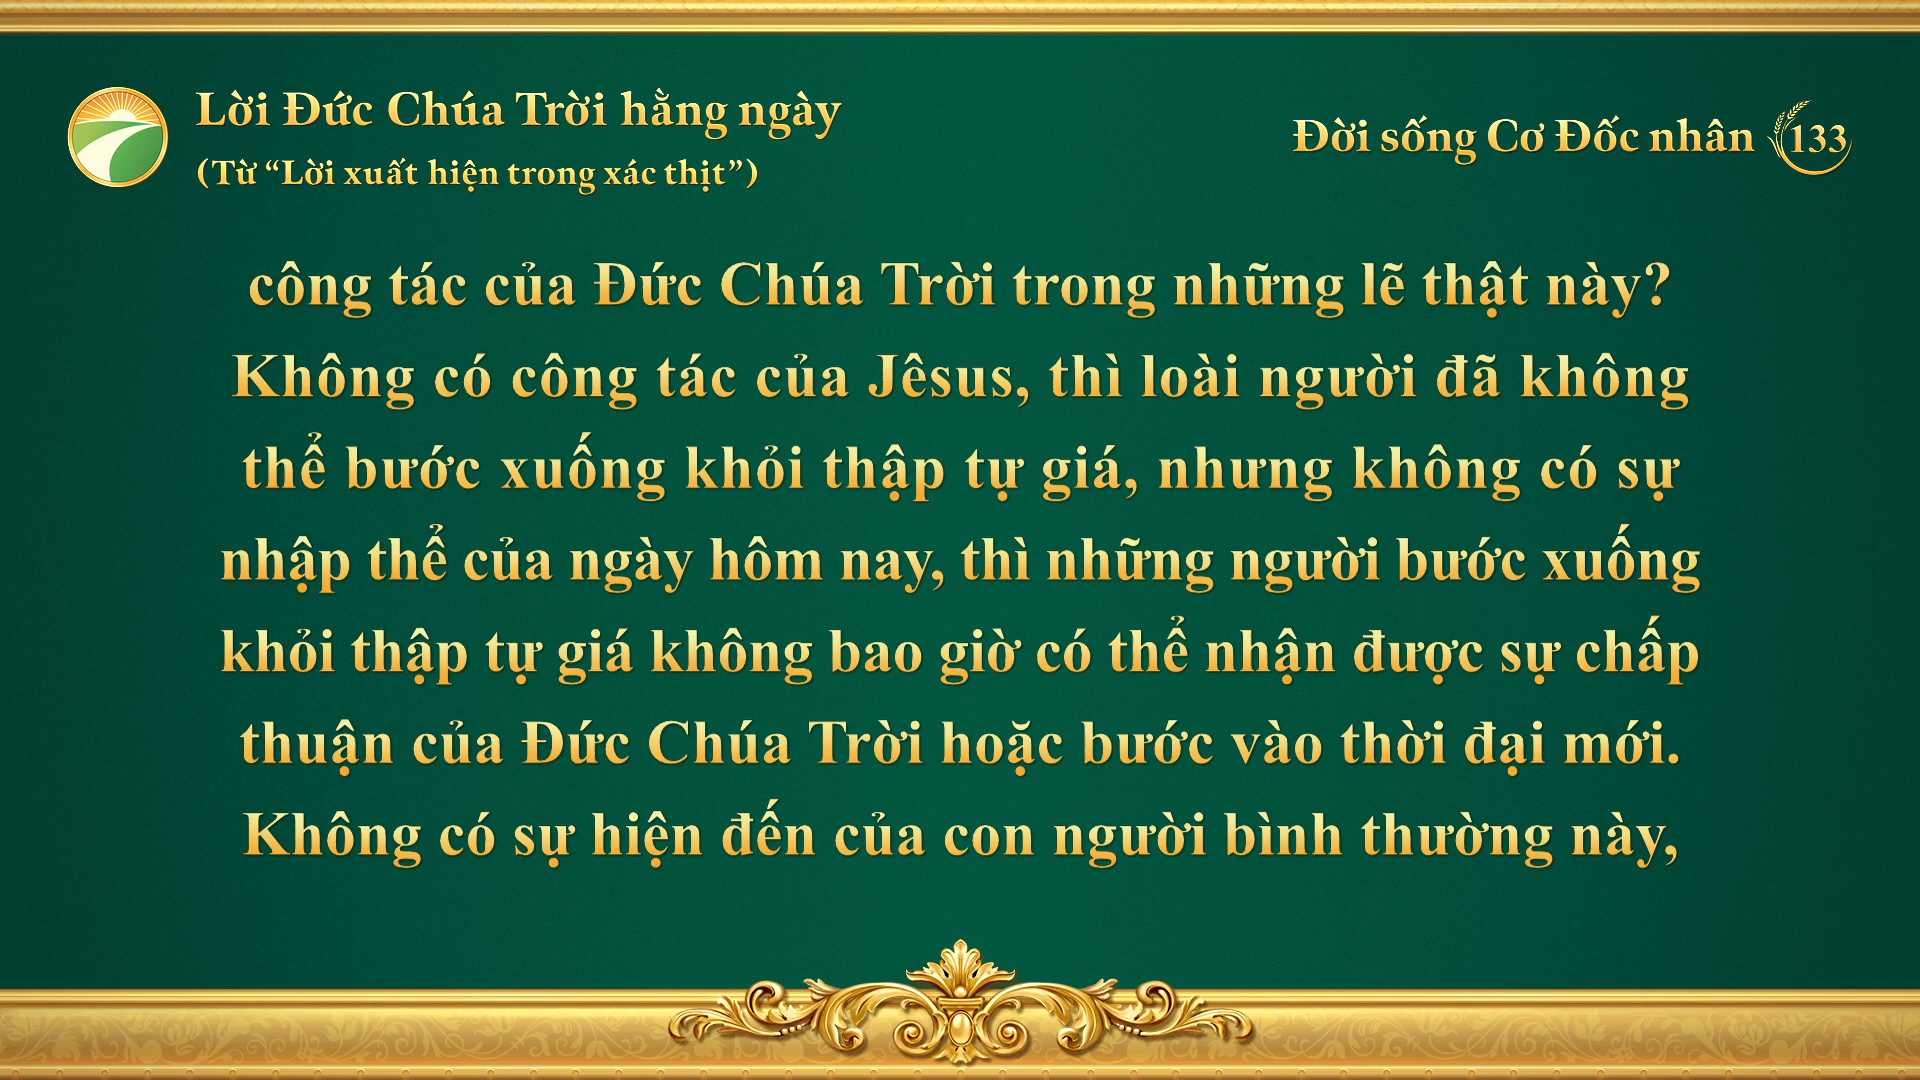 Lời Đức Chúa Trời hằng ngày
(Từ “Lời xuất hiện trong xác thịt”)
Đời sống Cơ Đốc nhân 133
công tác của Đức Chúa Trời trong những lẽ thật này?
Không có công tác của Jêsus, thì loài người đã không
thể bước xuống khỏi thập tự giá, nhưng không có sự
nhập thể của ngày hôm nay, thì những người bước xuống
khỏi thập tự giá không bao giờ có thể nhận được sự chấp
thuận của Đức Chúa Trời hoặc bước vào thời đại mới.
Không có sự hiện đến của con người bình thường này,